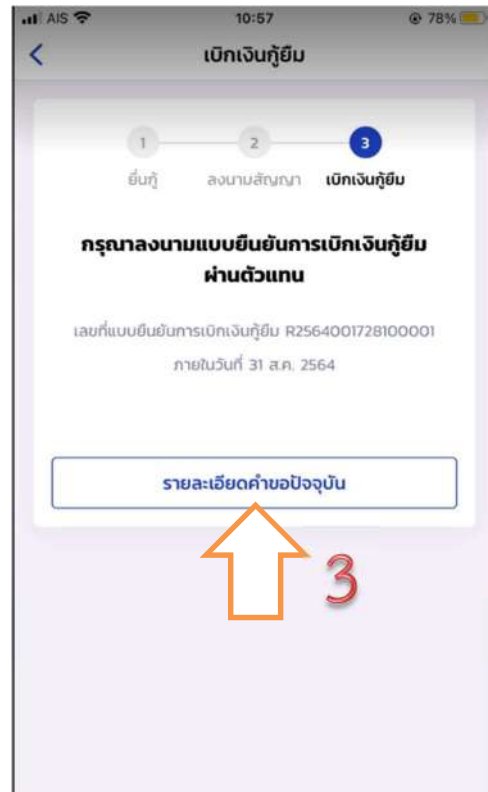 AIS 10:57 78%
เบิกเงินกู้ยืม
1 2 3
ยื่นกู้ ลงนามสัญญา เบิกเงินกู้ยืม
กรุณาลงนามแบบยืนยันการเบิกเงินกู้ยืม
ผ่านตัวแทน
เลขที่แบบยืนยันการเบิกเงินกู้ยืม R2564001728100001
ภายในวันที่ 31 ส.ค. 2564
รายละเอียดคำขอปัจจุบัน
3